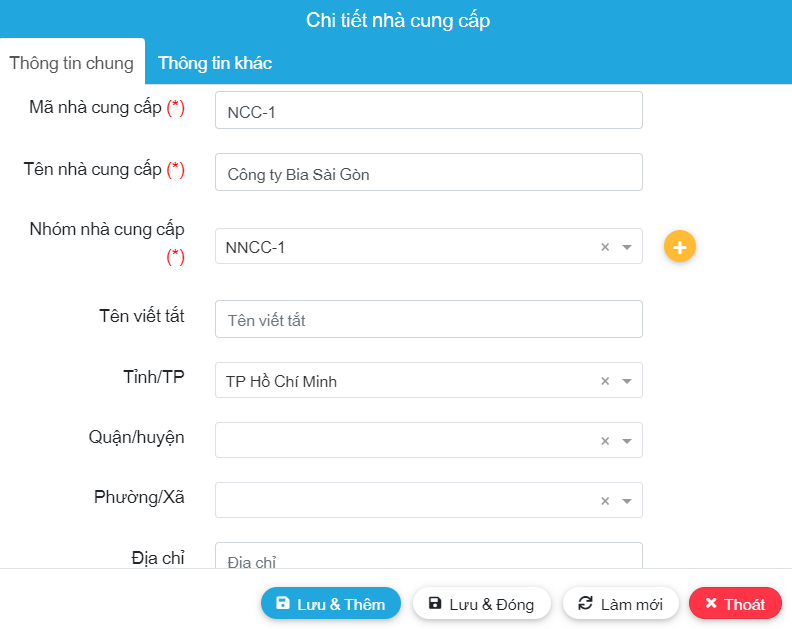 Chi tiết nhà cung cấp
Thông tin chung
Thông tin khác
Mã nhà cung cấp (*)
NCC-1
Tên nhà cung cấp (*)
Công ty Bia Sài Gòn
Nhóm nhà cung cấp
(*)
NNCC-1
Tên viết tắt
Tên viết tắt
Tỉnh/TP
TP Hồ Chí Minh
Quận/huyện
Phường/Xã
Địa chỉ
Địa chỉ
Lưu & Thêm
Lưu & Đóng
Làm mới
Thoát